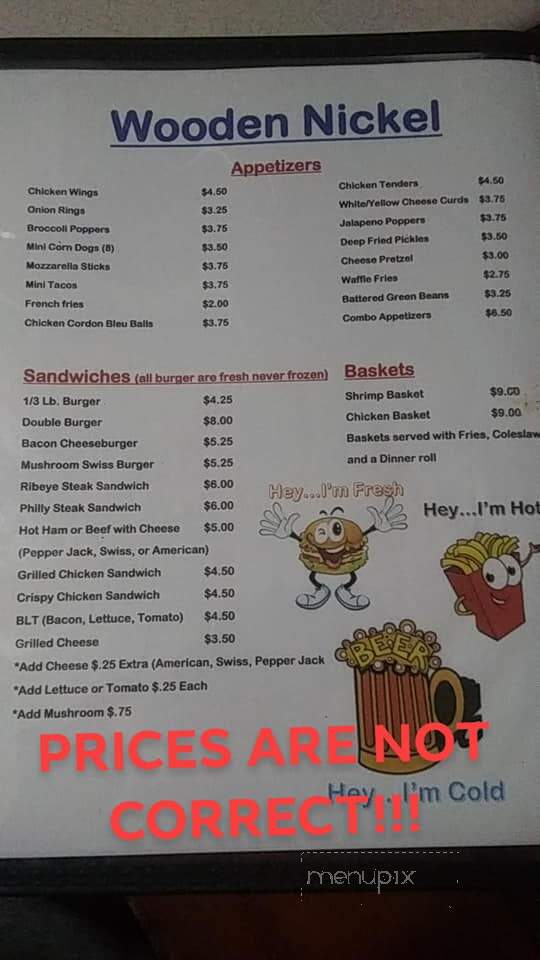 Wooden Nickel
Appetizers
Chicken Wings $4.50
Onion Rings $3.25
Broccoli Poppers $3.75
Mini Corn Dogs (8) $3.50
Mozzarella Sticks $3.75
Mini Tacos $3.75
French fries $2.00
Chicken Cordon Bleu Balls $3.75
Chicken Tenders $4.50
White/Yellow Cheese Curds $3.75
Jalapeno Poppers $3.75
Deep Fried Pickles $3.50
Cheese Pretzel $3.00
Waffle Fries $2.75
Battered Green Beans $3.25
Combo Appetizers $6.50
Sandwiches (all burger are fresh never frozen)
1/3 Lb. Burger $4.25
Double Burger $8.00
Bacon Cheeseburger $5.25
Mushroom Swiss Burger $5.25
Ribeye Steak Sandwich $6.00
Philly Steak Sandwich $6.00
Hot Ham or Beef with Cheese $5.00
(Pepper Jack, Swiss, or American)
Grilled Chicken Sandwich $4.50
Crispy Chicken Sandwich $4.50
BLT (Bacon, Lettuce, Tomato) $4.50
Grilled Cheese $3.50
*Add Cheese $.25 Extra (American, Swiss, Pepper Jack
*Add Lettuce or Tomato $.25 Each
*Add Mushroom $.75
Baskets
Shrimp Basket $9.00
Chicken Basket $9.00
Baskets served with Fries, Coleslaw
and a Dinner roll
Hey...I'm Fresh
Hey...I'm Hot
BEER
Hey...I'm Cold
PRICES ARE NOT
CORRECT!!!
menupix